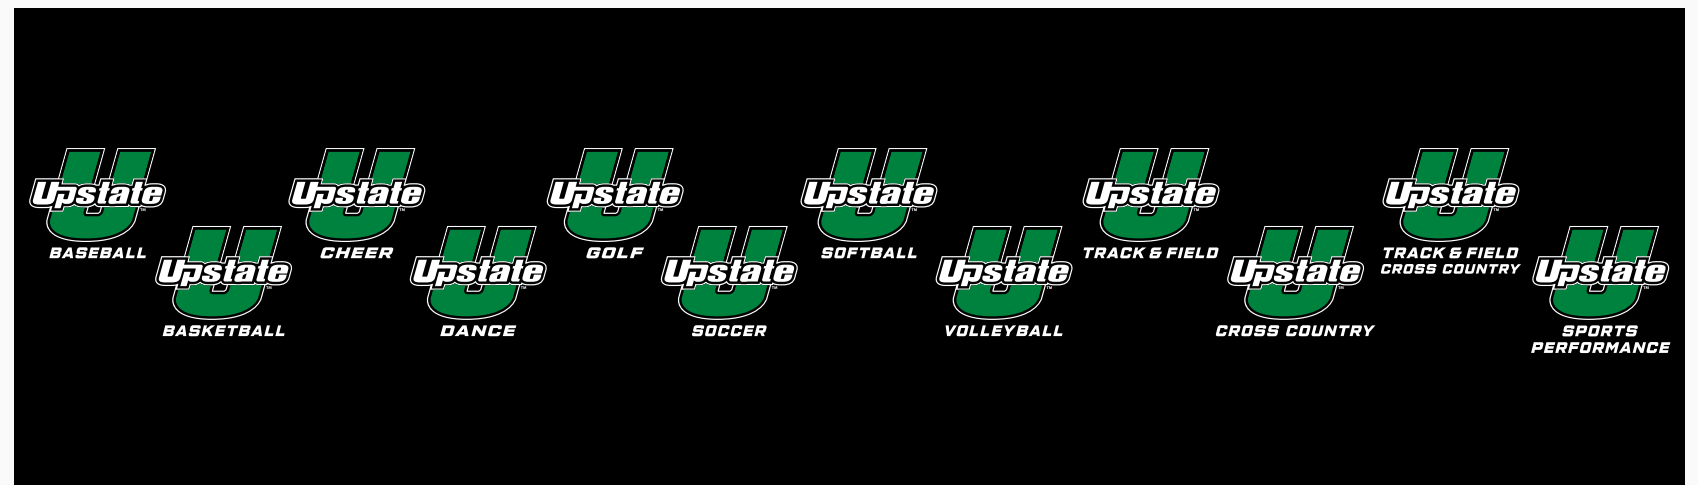 Upstate
BASEBALL
Upstate
CHEER
Upstate
GOLF
Upstate
SOFTBALL
Upstate
TRACK & FIELD
Upstate
TRACK & FIELD
CROSS COUNTRY
Upstate
BASKETBALL
Upstate
DANCE
Upstate
SOCCER
Upstate
VOLLEYBALL
Upstate
CROSS COUNTRY
Upstate
SPORTS
PERFORMANCE